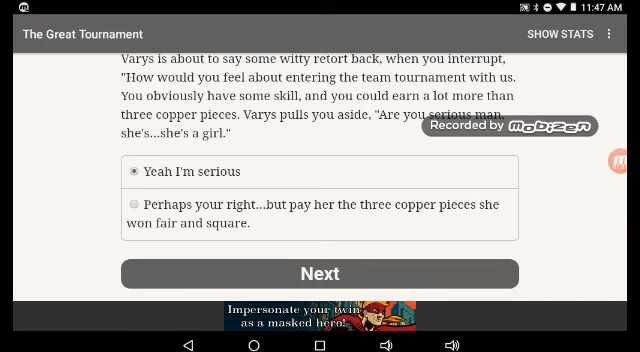 11:47 AM
The Great Tournament
SHOW STATS
Varys is about to say some witty retort back, when you interrupt,
"How would you feel about entering the team tournament with us.
You obviously have some skill, and you could earn a lot more than
three copper pieces. Varys pulls you aside, "Are you serious man,
she's...she's a girl."
Recorded by mobizen
Yeah I'm serious
Perhaps your right...but pay her the three copper pieces she
won fair and square.
Next
Impersonate your twin
as a masked hero!